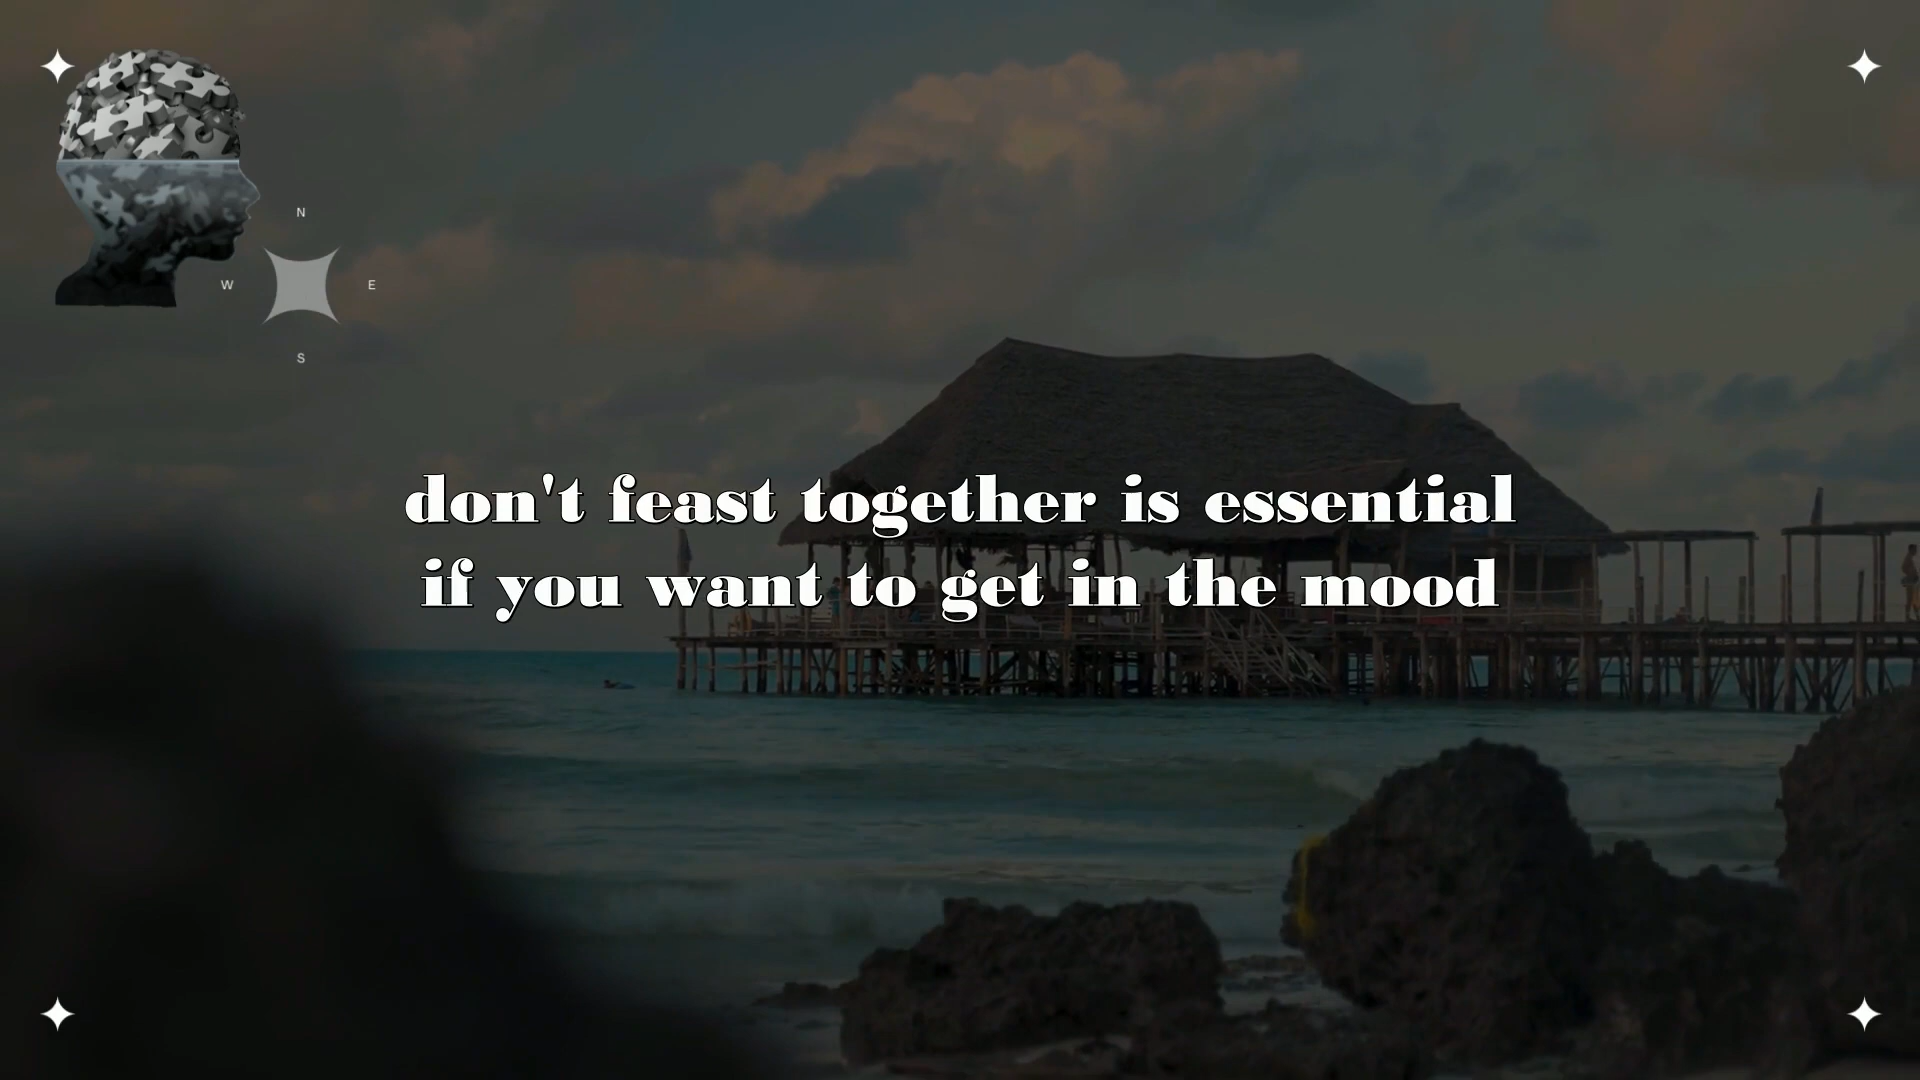 N
W E
S
don't feast together is essential
if you want to get in the mood